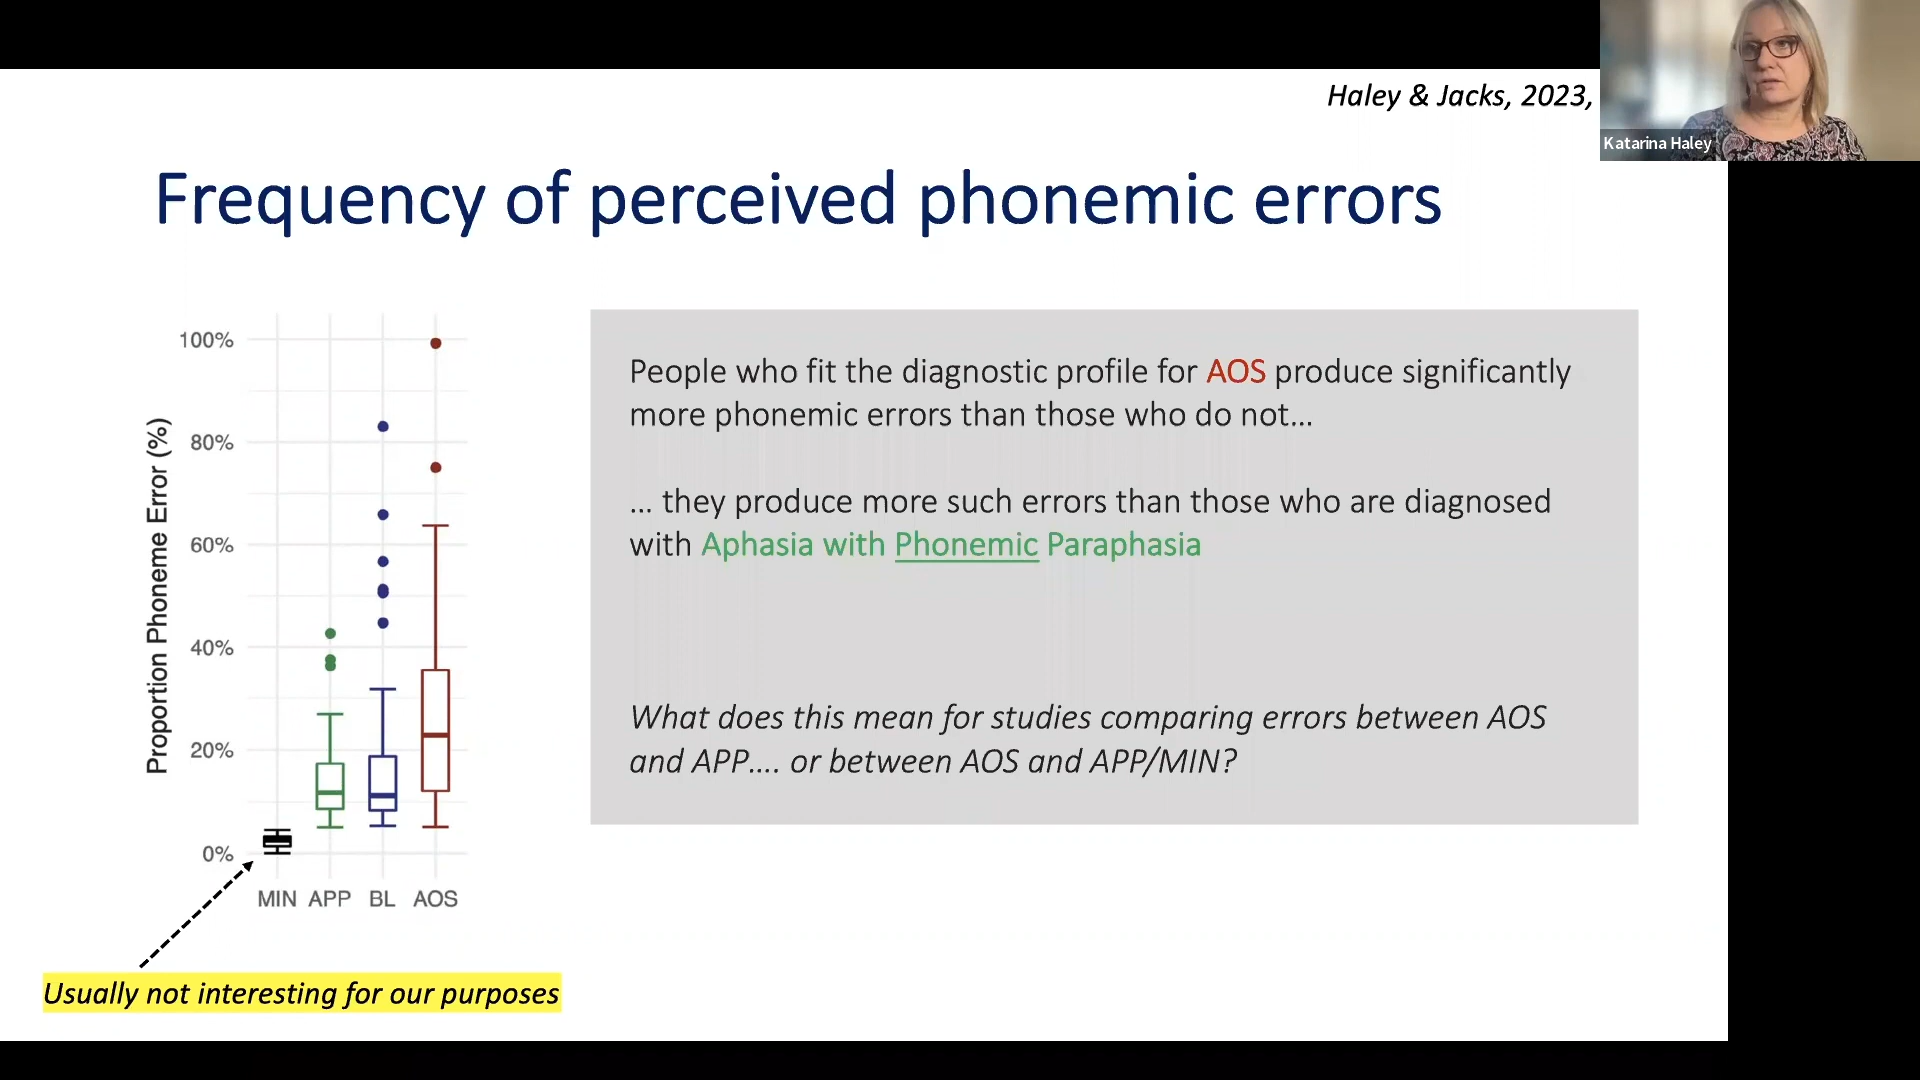 Haley & Jacks, 2023,
Katarina Haley
Frequency of perceived phonemic errors
Proportion Phoneme Error (%)
100%
80%
60%
40%
20%
0%
MIN APP BL AOS
Usually not interesting for our purposes
People who fit the diagnostic profile for AOS produce significantly
more phonemic errors than those who do not...
... they produce more such errors than those who are diagnosed
with Aphasia with Phonemic Paraphasia
What does this mean for studies comparing errors between AOS
and APP.... or between AOS and APP/MIN?